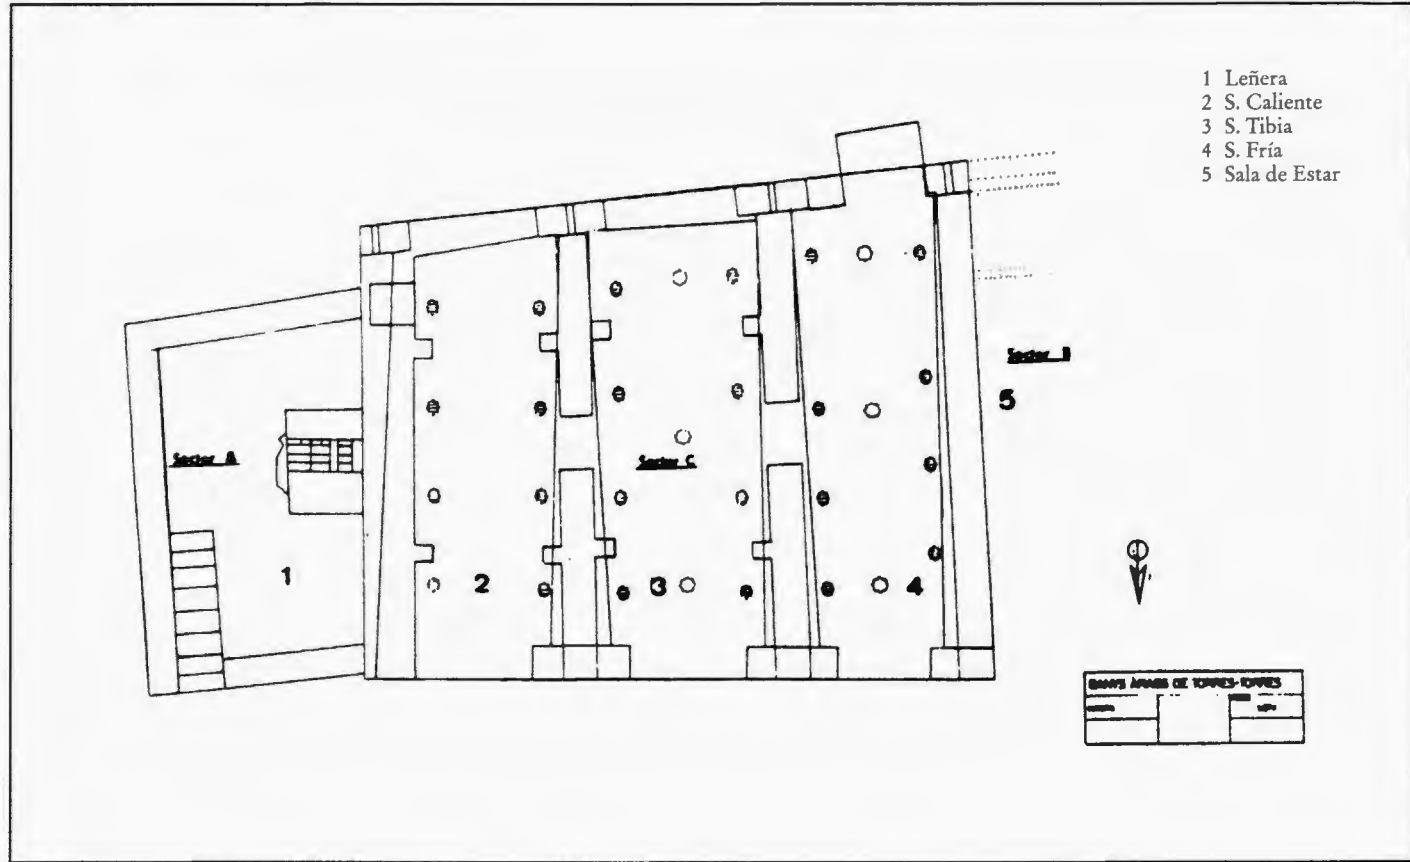 1 Leñera
2 S. Caliente
3 S. Tibia
4 S. Fría
5 Sala de Estar
Sector B
5
Sector A
Sector C
1
2
3
4
BANYS ARABS DE TORRES-TORRES